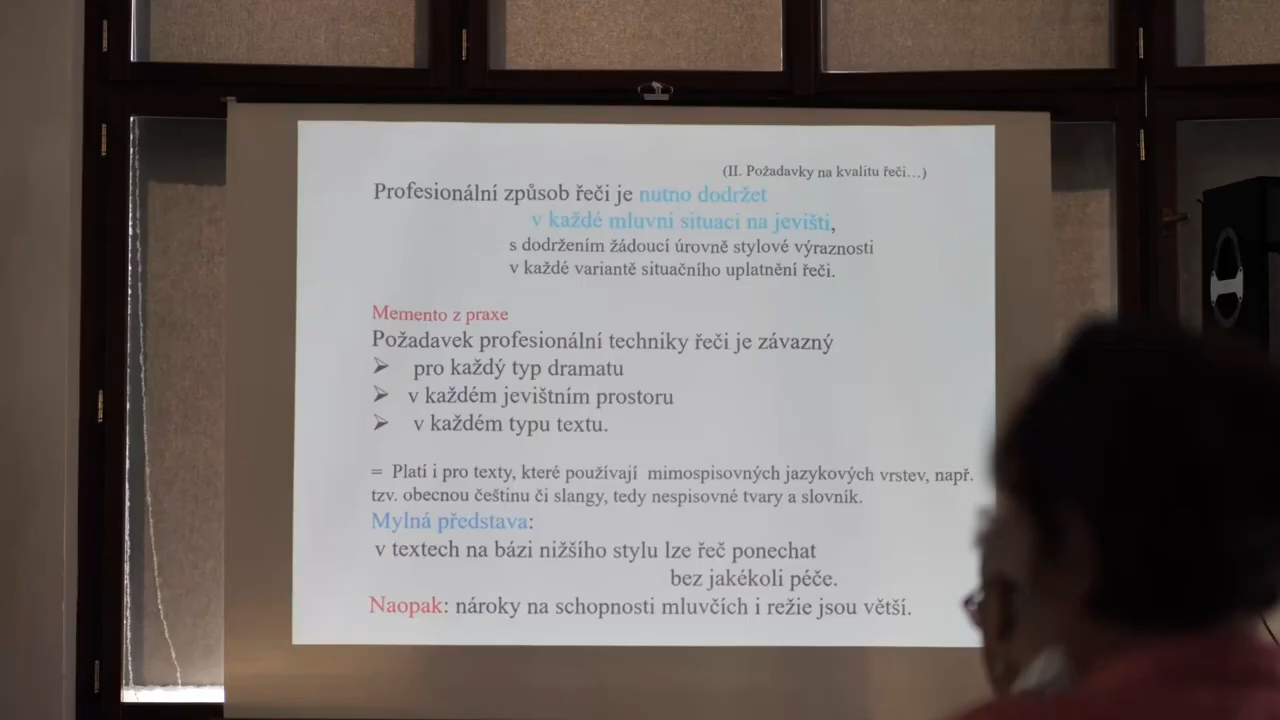 (II. Požadavky na kvalitu řeči…)
Profesionální způsob řeči je nutno dodržet
v každé mluvní situaci na jevišti,
s dodržením žádoucí úrovně stylové výraznosti
v každé variantě situačního uplatnění řeči.
Memento z praxe
Požadavek profesionální techniky řeči je závazný
➢ pro každý typ dramatu
➢ v každém jevištním prostoru
➢ v každém typu textu.
= Platí i pro texty, které používají mimospisovných jazykových vrstev, např.
tzv. obecnou češtinu či slangy, tedy nespisovné tvary a slovník.
Mylná představa:
v textech na bázi nižšího stylu lze řeč ponechat
bez jakékoli péče.
Naopak: nároky na schopnosti mluvčích i režie jsou větší.